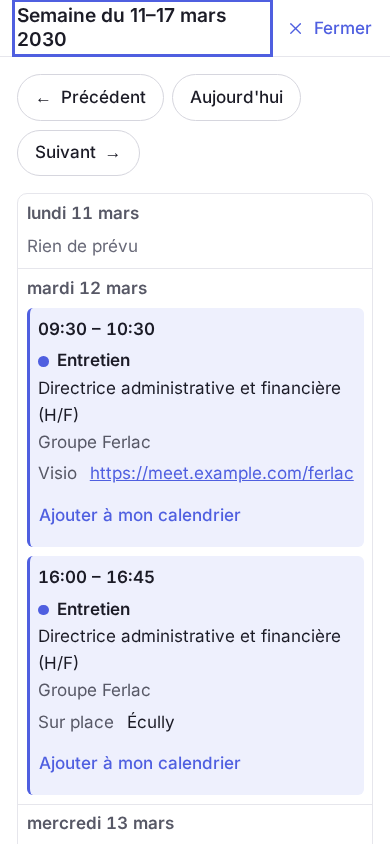 Semaine du 11–17 mars
2030
Fermer
← Précédent
Aujourd'hui
Suivant →
lundi 11 mars
Rien de prévu
mardi 12 mars
09:30 – 10:30
Entretien
Directrice administrative et financière
(H/F)
Groupe Ferlac
Visio https://meet.example.com/ferlac
Ajouter à mon calendrier
16:00 – 16:45
Entretien
Directrice administrative et financière
(H/F)
Groupe Ferlac
Sur place Écully
Ajouter à mon calendrier
mercredi 13 mars